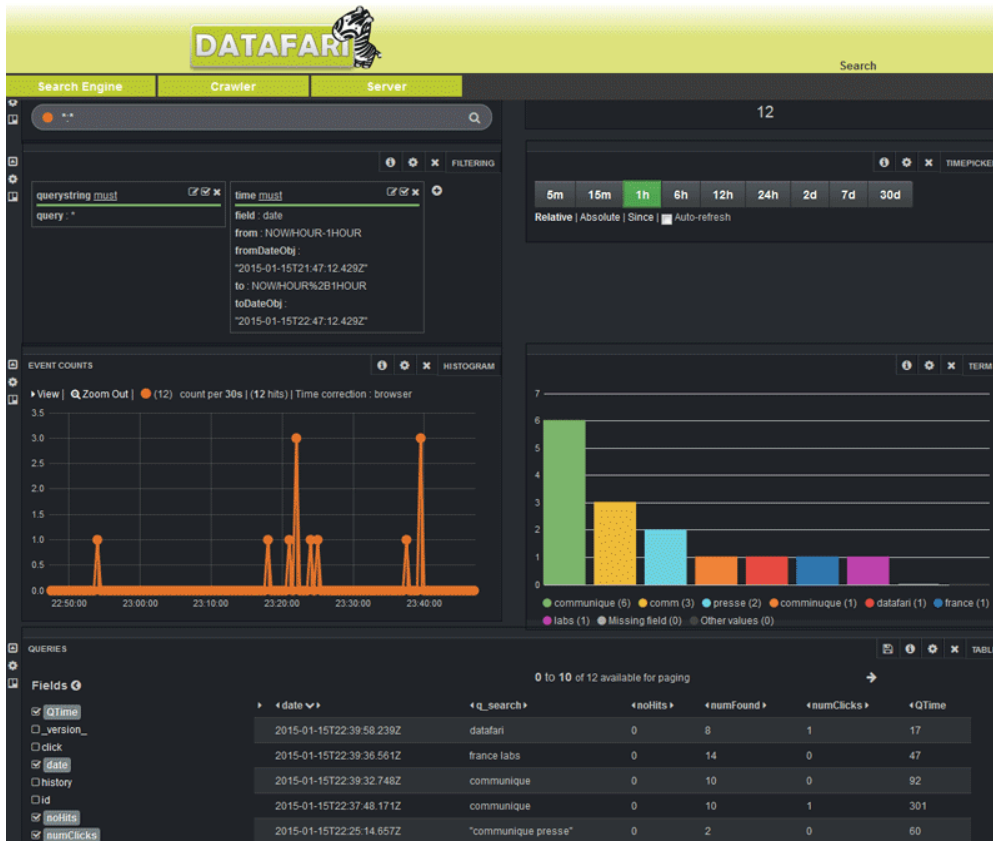 DATAFARI
Search
Search Engine Crawler Server
*:*
12
FILTERING
TIMEPICKE
querystring must
query : *
time must
field : date
from : NOW/HOUR-1HOUR
fromDateObj :
"2015-01-15T21:47:12.429Z"
to : NOW/HOUR%2B1HOUR
toDateObj :
"2015-01-15T22:47:12.429Z"
5m 15m 1h 6h 12h 24h 2d 7d 30d
Relative | Absolute | Since | Auto-refresh
EVENT COUNTS
HISTOGRAM
View | Zoom Out | (12) count per 30s | (12 hits) | Time correction : browser
3.5
3.0
2.5
2.0
1.5
1.0
0.5
0.0
22:50:00 23:00:00 23:10:00 23:20:00 23:30:00 23:40:00
TERM
7
6
5
4
3
2
1
0
communique (6) comm (3) presse (2) comminuque (1) datafari (1) france (1)
labs (1) Missing field (0) Other values (0)
QUERIES
TABL
0 to 10 of 12 available for paging
Fields
QTime
_version_
click
date
history
id
noHits
numClicks
date q_search noHits numFound numClicks QTime
2015-01-15T22:39:58.239Z datafari 0 8 1 17
2015-01-15T22:39:36.561Z france labs 0 14 0 47
2015-01-15T22:39:32.748Z communique 0 10 0 92
2015-01-15T22:37:48.171Z communique 0 10 1 301
2015-01-15T22:25:14.657Z "communique presse" 0 2 0 60